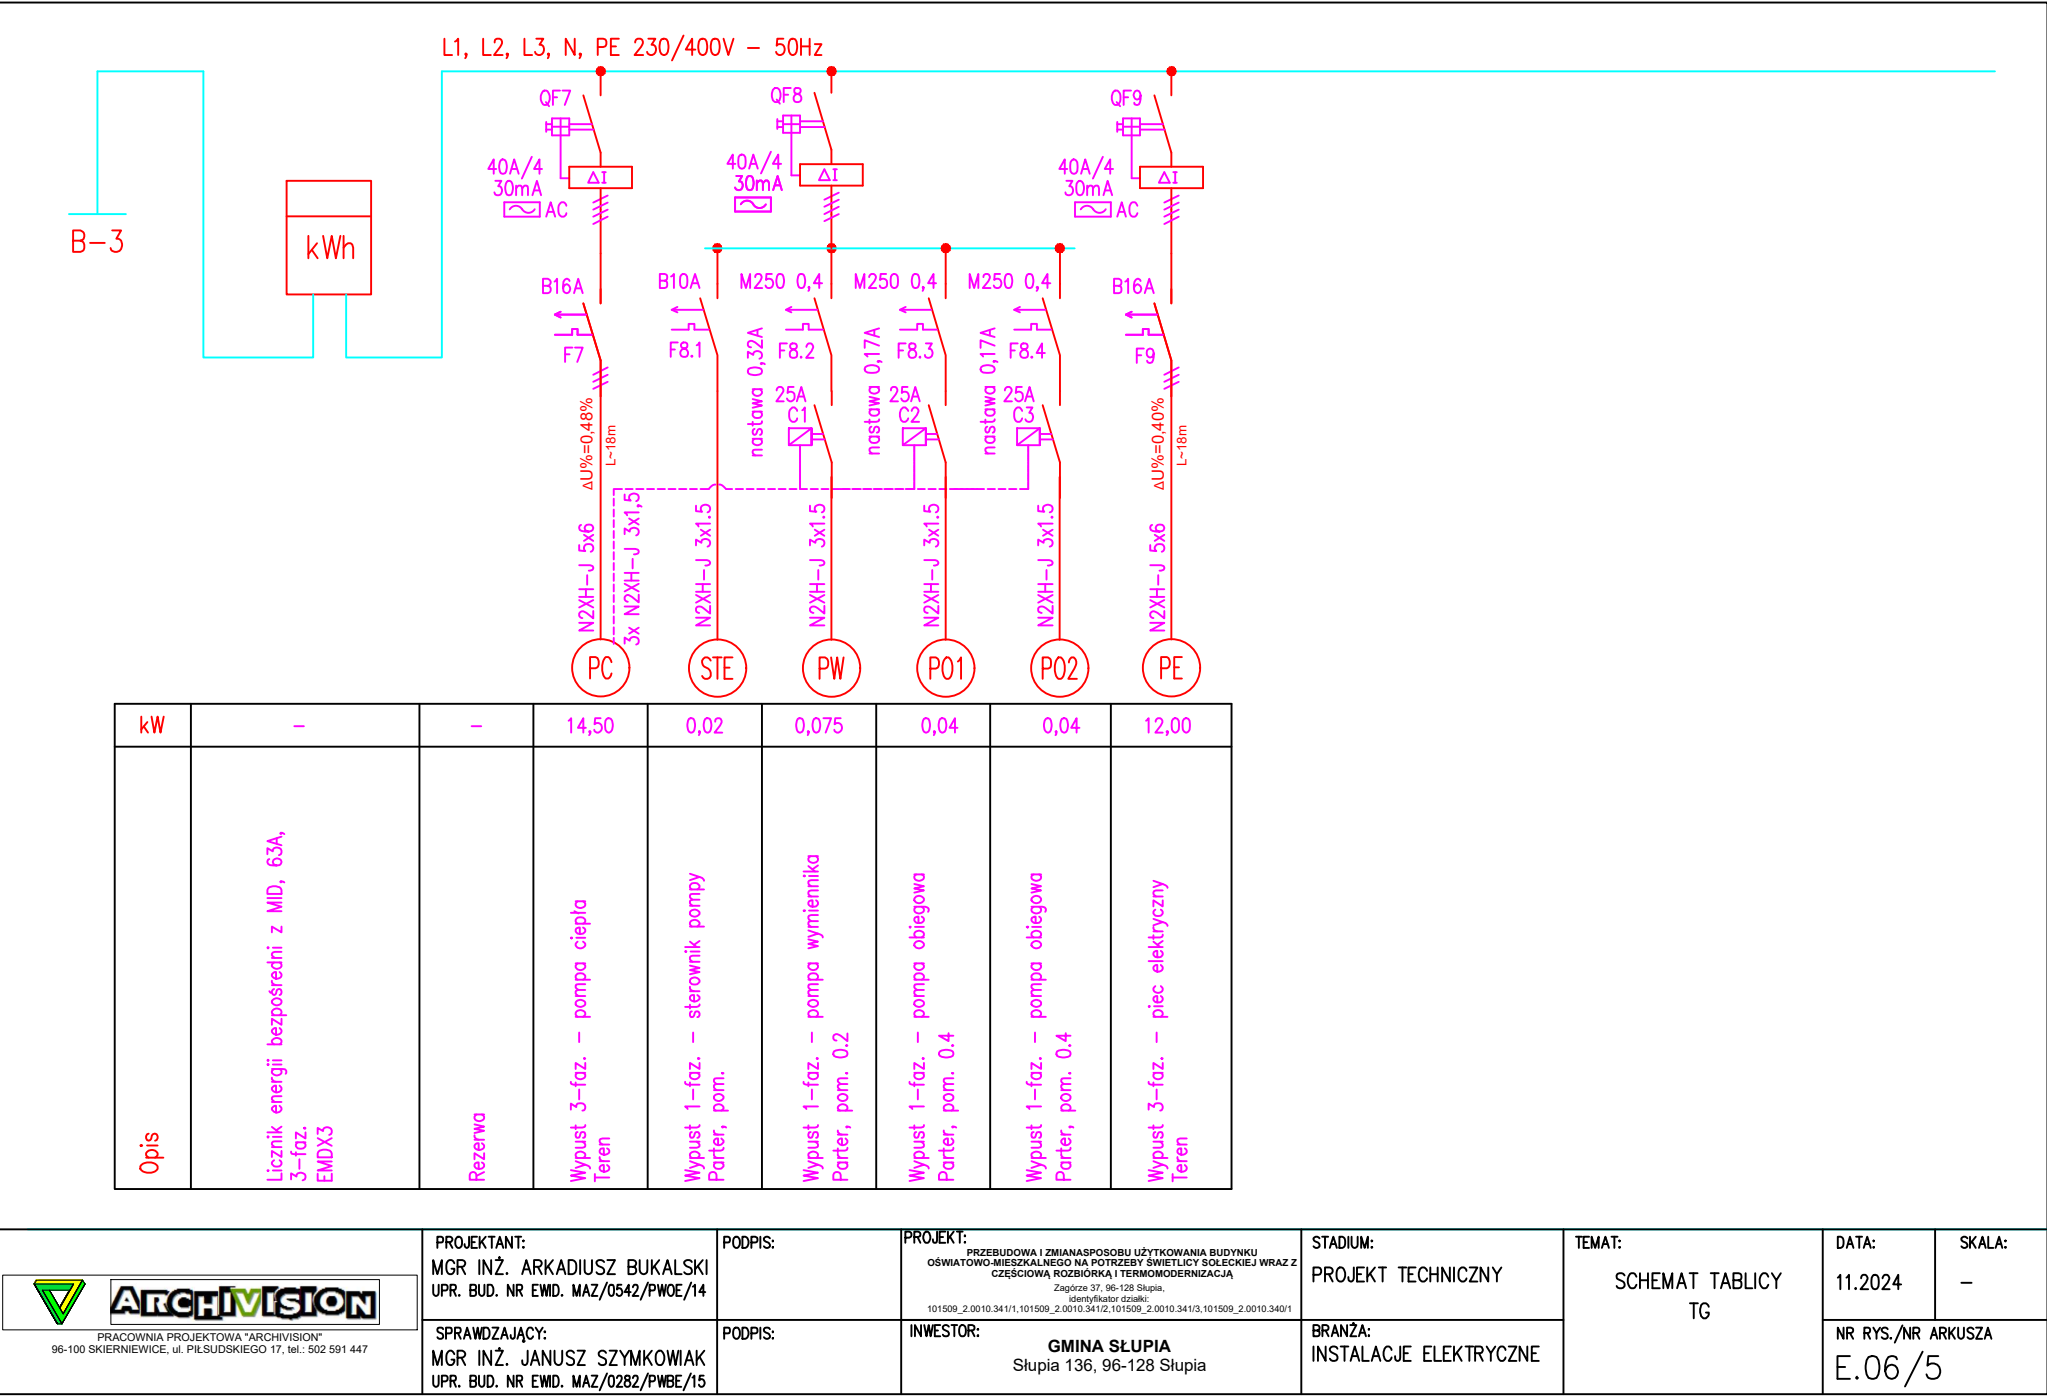 L1, L2, L3, N, PE 230/400V – 50Hz
B–3
kWh
QF7
40A/4
30mA
AC
ΔI
QF8
40A/4
30mA
ΔI
QF9
40A/4
30mA
AC
ΔI
B16A
F7
B10A
F8.1
M250 0,4
F8.2
nastawa 0,32A
M250 0,4
F8.3
nastawa 0,17A
M250 0,4
F8.4
nastawa 0,17A
B16A
F9
25A
C1
25A
C2
25A
C3
ΔU%=0,48%
L~18m
ΔU%=0,40%
L~18m
N2XH–J 5x6
3x N2XH–J 3x1,5
N2XH–J 3x1.5
N2XH–J 3x1.5
N2XH–J 3x1.5
N2XH–J 3x1.5
N2XH–J 5x6
PC
STE
PW
PO1
PO2
PE
kW – – 14,50 0,02 0,075 0,04 0,04 12,00
Opis
Licznik energii bezpośredni z MID, 63A,
3–faz.
EMDX3
Rezerwa
Wypust 3–faz. – pompa ciepła
Teren
Wypust 1–faz. – sterownik pompy
Parter, pom.
Wypust 1–faz. – pompa wymiennika
Parter, pom. 0.2
Wypust 1–faz. – pompa obiegowa
Parter, pom. 0.4
Wypust 1–faz. – pompa obiegowa
Parter, pom. 0.4
Wypust 3–faz. – piec elektryczny
Teren
ARCHIVISION
PRACOWNIA PROJEKTOWA "ARCHIVISION"
96-100 SKIERNIEWICE, ul. PIŁSUDSKIEGO 17, tel.: 502 591 447
PROJEKTANT:
MGR INŻ. ARKADIUSZ BUKALSKI
UPR. BUD. NR EWID. MAZ/0542/PWOE/14
PODPIS:
SPRAWDZAJĄCY:
MGR INŻ. JANUSZ SZYMKOWIAK
UPR. BUD. NR EWID. MAZ/0282/PWBE/15
PODPIS:
PROJEKT:
PRZEBUDOWA I ZMIANASPOSOBU UŻYTKOWANIA BUDYNKU
OŚWIATOWO-MIESZKALNEGO NA POTRZEBY ŚWIETLICY SOŁECKIEJ WRAZ Z
CZĘŚCIOWĄ ROZBIÓRKĄ I TERMOMODERNIZACJĄ
Zagórze 37, 96-128 Słupia,
identyfikator działki:
101509_2.0010.341/1,101509_2.0010.341/2,101509_2.0010.341/3,101509_2.0010.340/1
INWESTOR:
GMINA SŁUPIA
Słupia 136, 96-128 Słupia
STADIUM:
PROJEKT TECHNICZNY
BRANŻA:
INSTALACJE ELEKTRYCZNE
TEMAT:
SCHEMAT TABLICY
TG
DATA:
11.2024
SKALA:
–
NR RYS./NR ARKUSZA
E.06/5